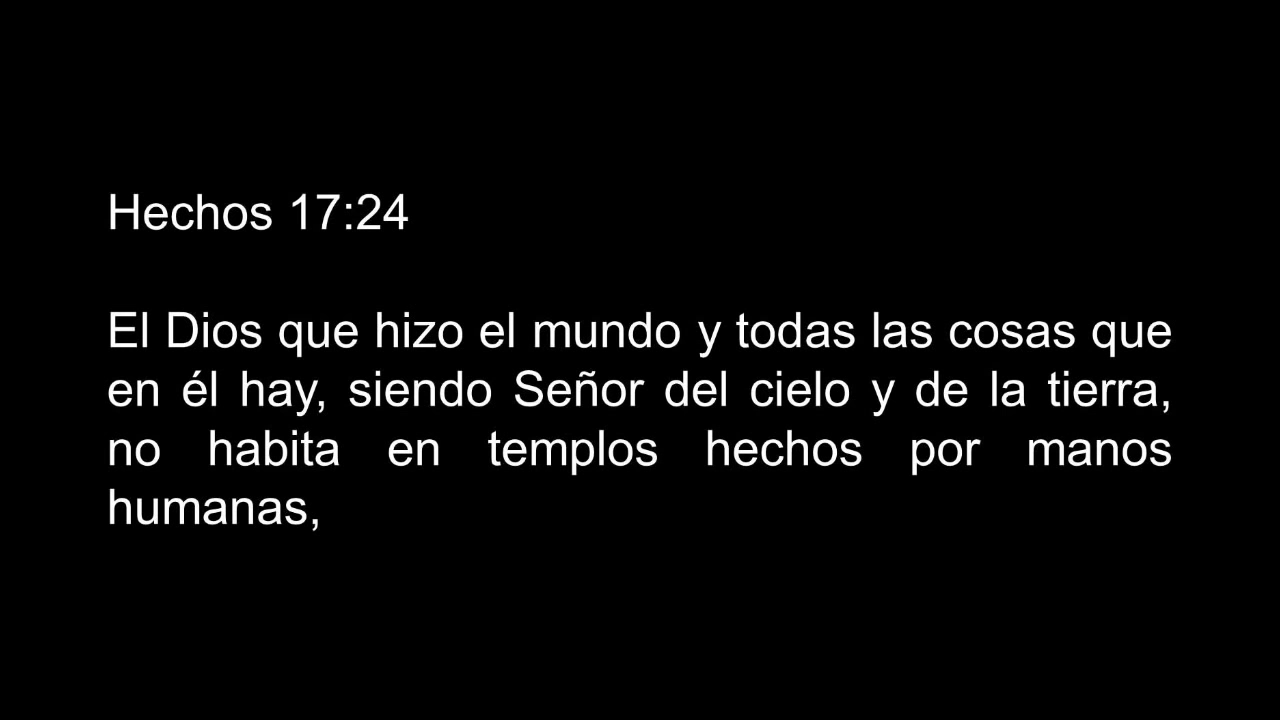 Hechos 17:24
El Dios que hizo el mundo y todas las cosas que
en él hay, siendo Señor del cielo y de la tierra,
no habita en templos hechos por manos
humanas,